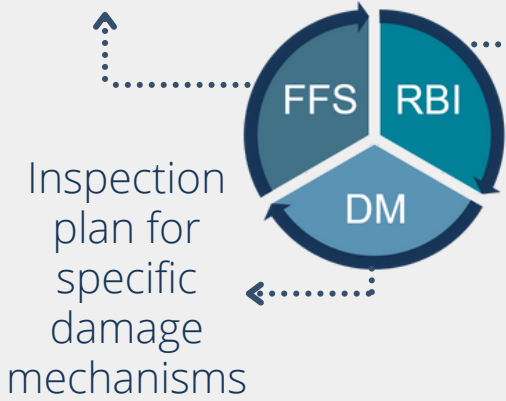 FFS RBI
DM
Inspection
plan for
specific
damage
mechanisms